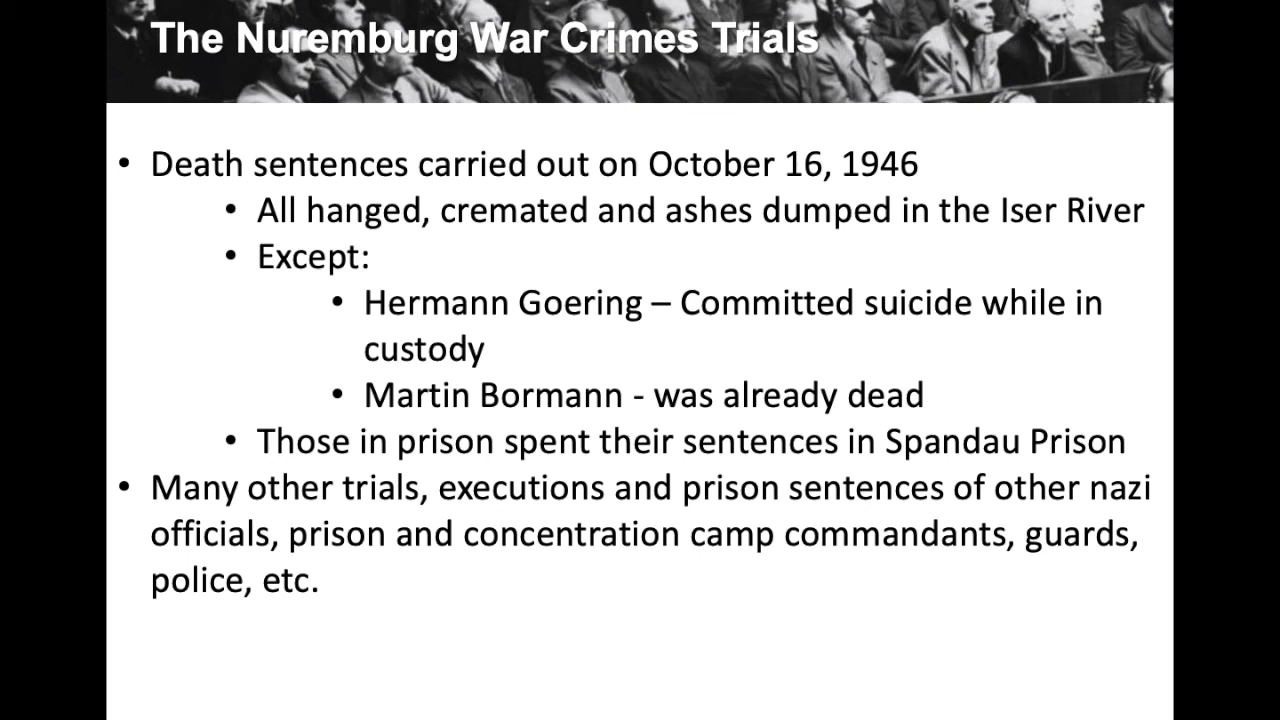 The Nuremburg War Crimes Trials
• Death sentences carried out on October 16, 1946
• All hanged, cremated and ashes dumped in the Iser River
• Except:
• Hermann Goering – Committed suicide while in
custody
• Martin Bormann - was already dead
• Those in prison spent their sentences in Spandau Prison
• Many other trials, executions and prison sentences of other nazi
officials, prison and concentration camp commandants, guards,
police, etc.